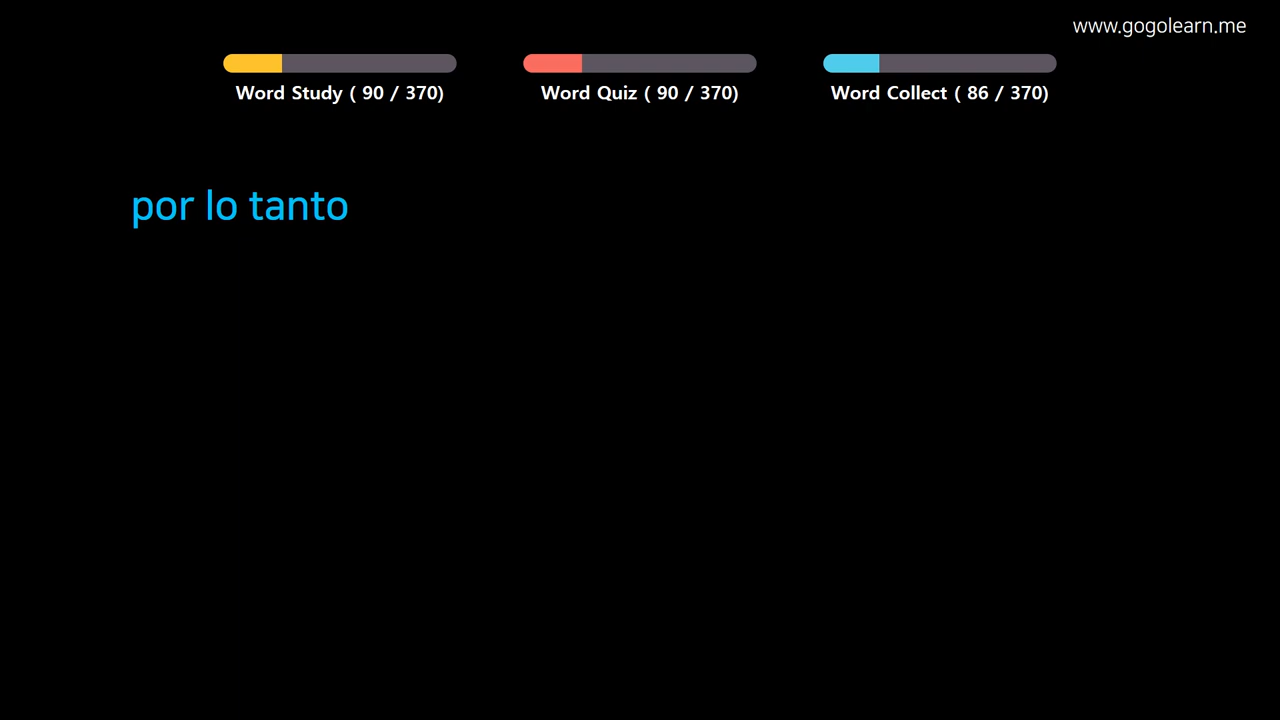 www.gogolearn.me
Word Study ( 90 / 370)
Word Quiz ( 90 / 370)
Word Collect ( 86 / 370)
por lo tanto